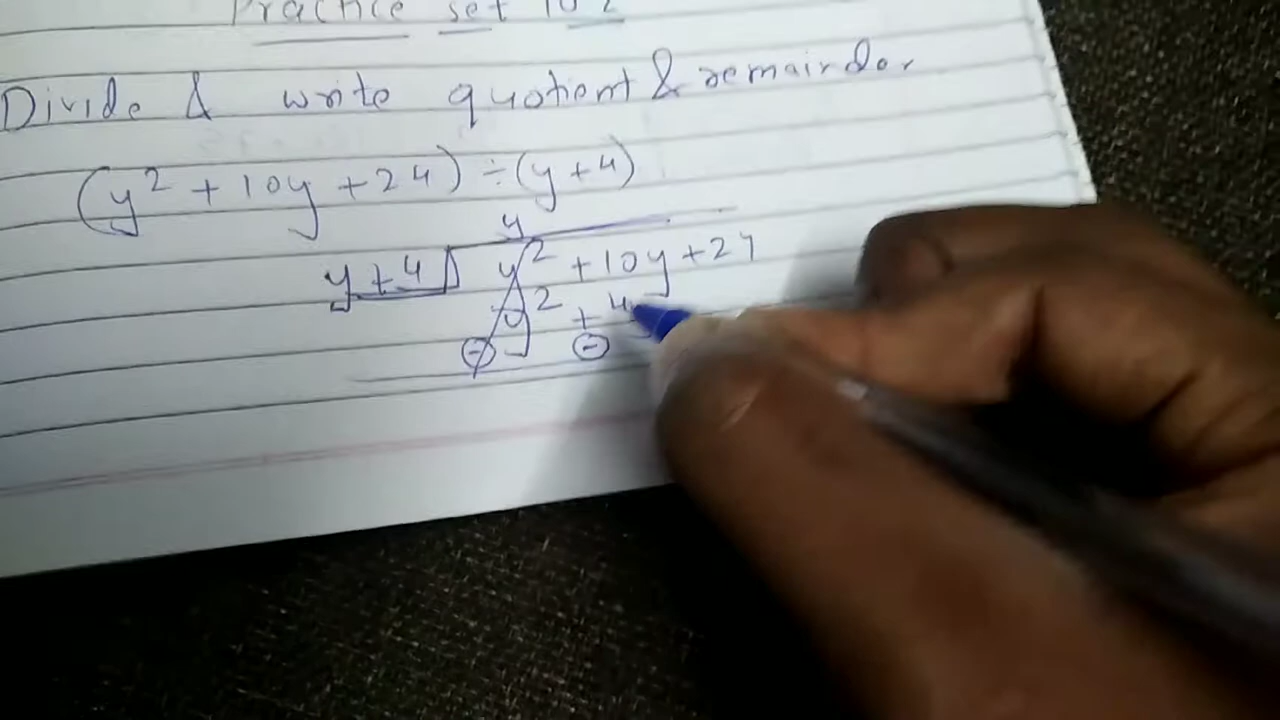 Practice set 10 2
Divide & write quotient & remainder.
(y² + 10y + 24) ÷ (y + 4)
y
y + 4 y² + 10y + 24
y² + 4
⊖ ⊖